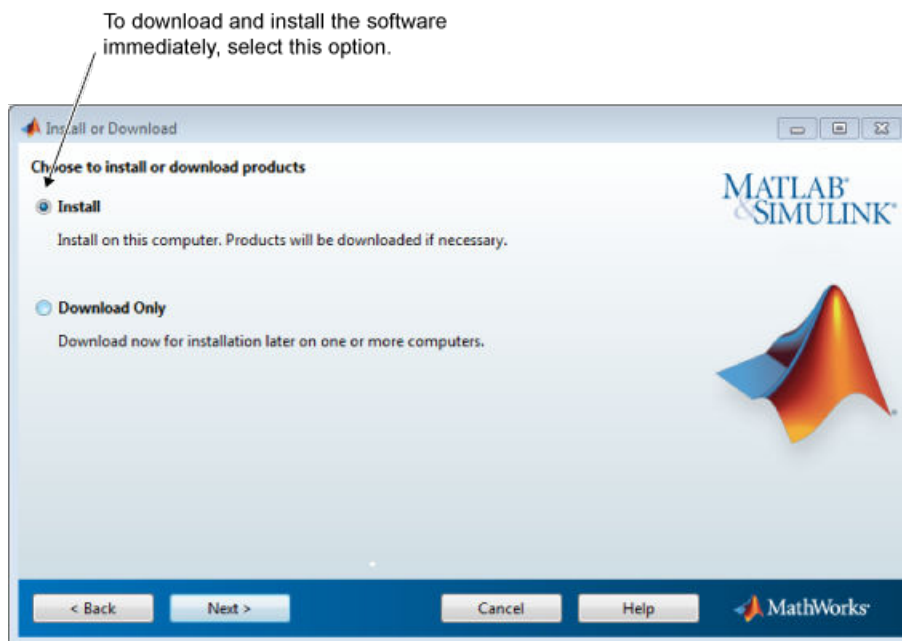 To download and install the software
immediately, select this option.
Install or Download
Choose to install or download products
MATLAB®
&SIMULINK®
Install
Install on this computer. Products will be downloaded if necessary.
Download Only
Download now for installation later on one or more computers.
®
< Back
Next >
Cancel
Help
MathWorks®